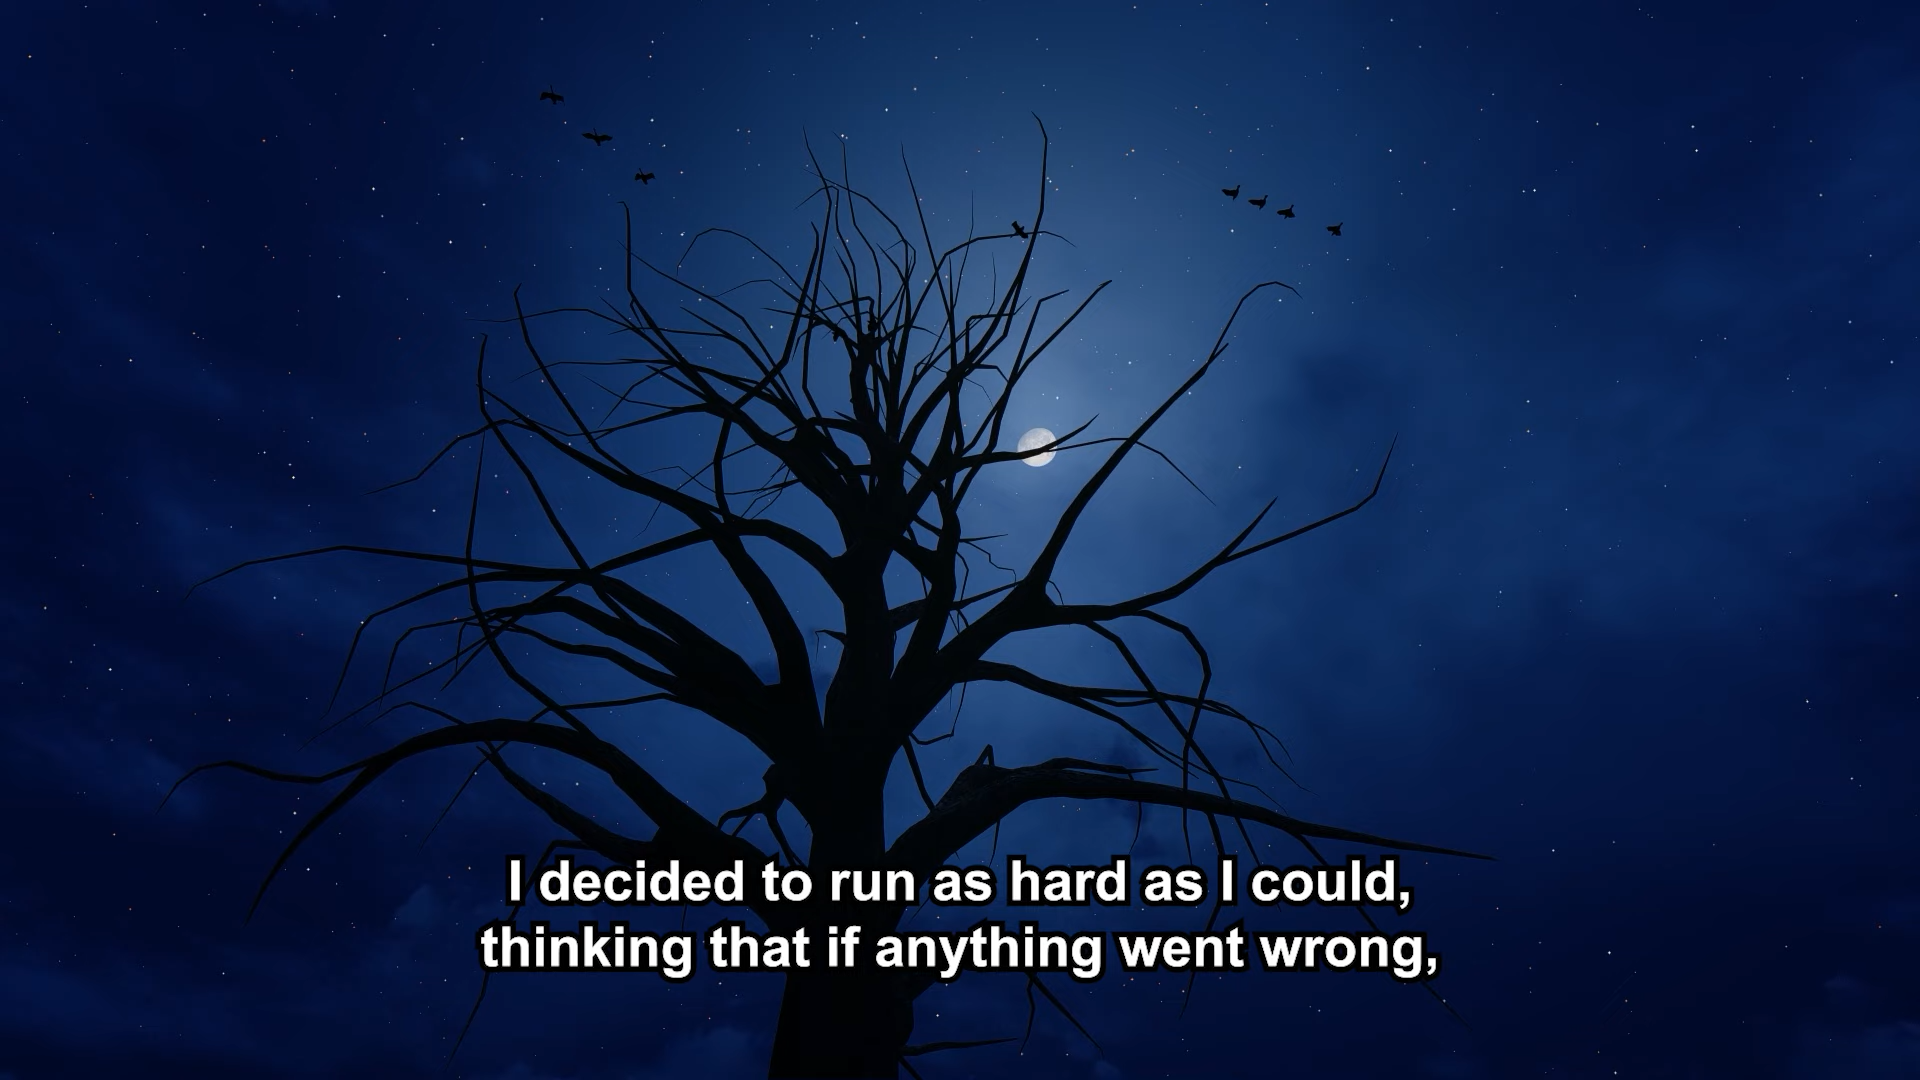 I decided to run as hard as I could,
thinking that if anything went wrong,